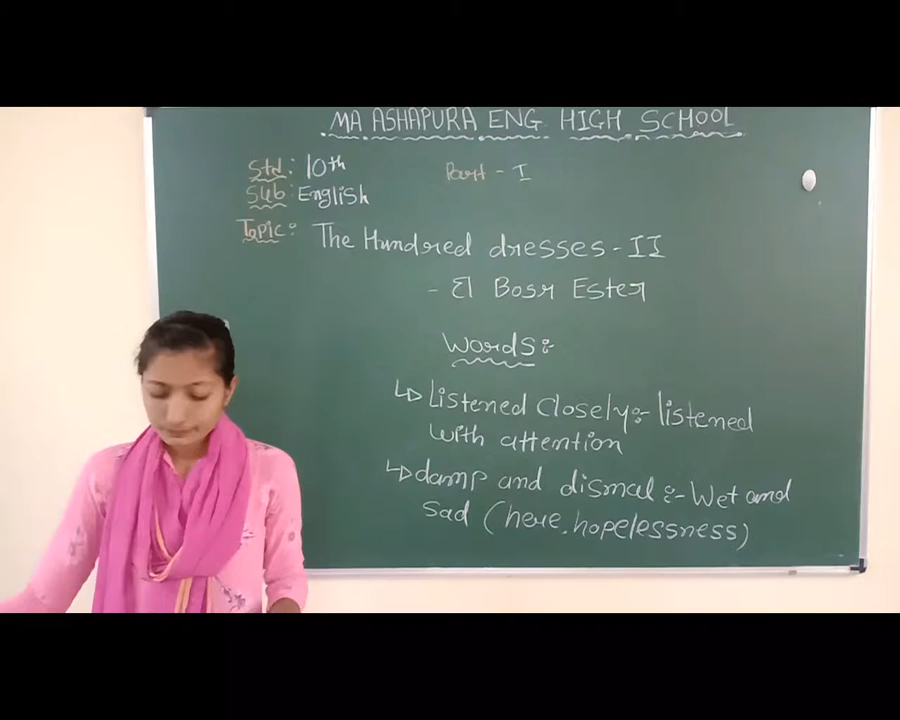 MA ASHAPURA ENG HIGH SCHOOL
Std: 10th
Part - I
Sub: English
Topic: The Hundred dresses - II
- El Bosr Ester
Words:-
↳ Listened Closely:- listened
with attention
↳ damp and dismal:- Wet and
sad (here. hopelessness)